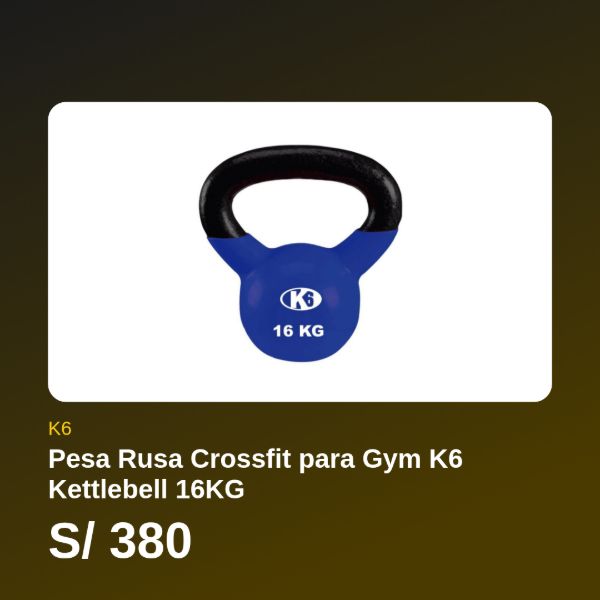 K6
16 KG
K6
Pesa Rusa Crossfit para Gym K6
Kettlebell 16KG
S/ 380